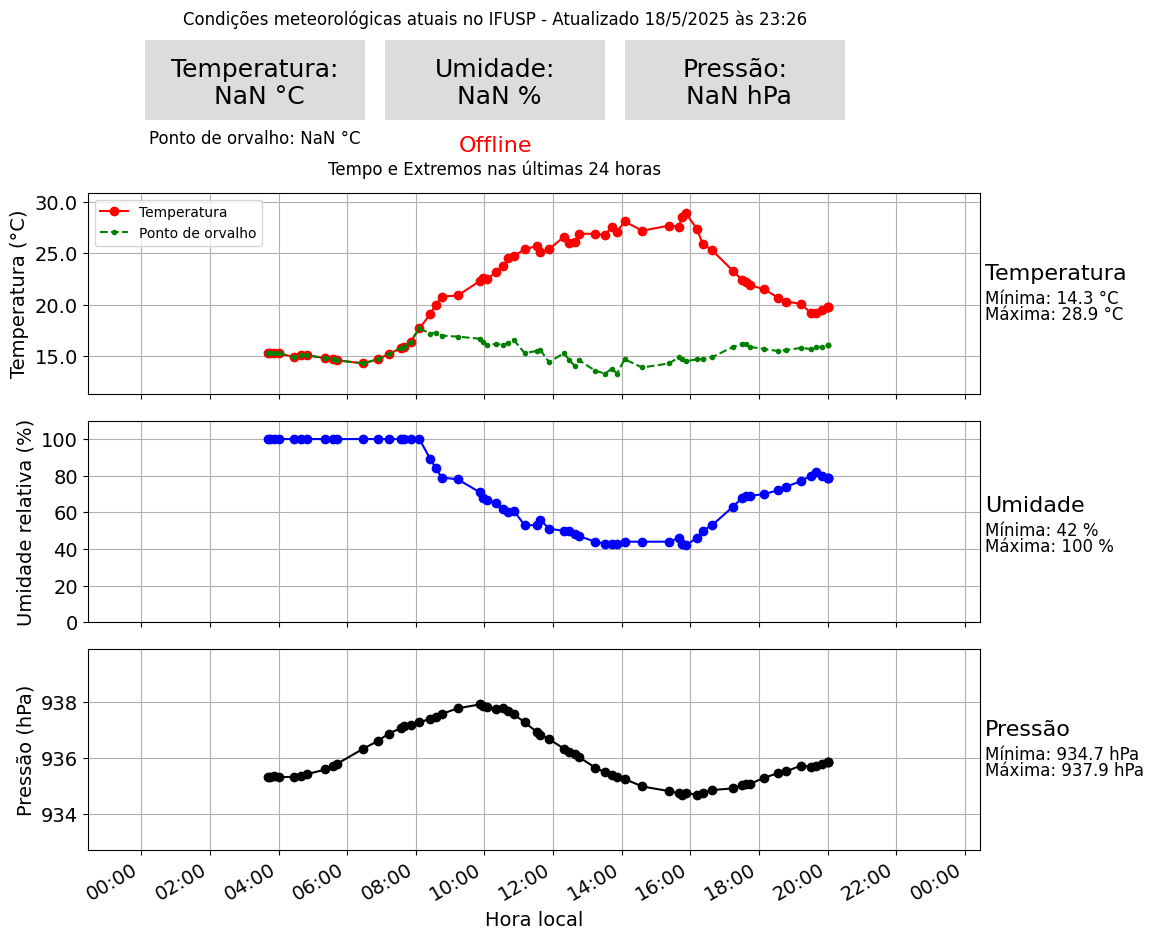 Condições meteorológicas atuais no IFUSP - Atualizado 18/5/2025 às 23:26
Temperatura:
NaN °C
Umidade:
NaN %
Pressão:
NaN hPa
Ponto de orvalho: NaN °C
Offline
Tempo e Extremos nas últimas 24 horas
Temperatura (°C)
30.0
25.0
20.0
15.0
Temperatura
Ponto de orvalho
Temperatura
Mínima: 14.3 °C
Máxima: 28.9 °C
Umidade relativa (%)
100
80
60
40
20
0
Umidade
Mínima: 42 %
Máxima: 100 %
Pressão (hPa)
938
936
934
Pressão
Mínima: 934.7 hPa
Máxima: 937.9 hPa
00:00 02:00 04:00 06:00 08:00 10:00 12:00 14:00 16:00 18:00 20:00 22:00 00:00
Hora local